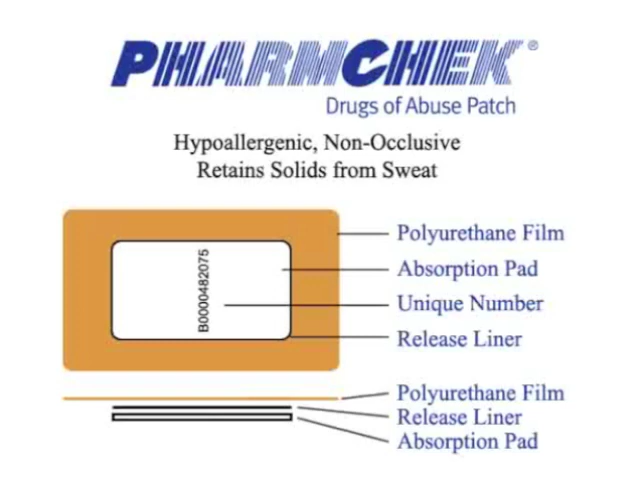 PHARMCHEK®
Drugs of Abuse Patch
Hypoallergenic, Non-Occlusive
Retains Solids from Sweat
Polyurethane Film
Absorption Pad
B0000482075
Unique Number
Release Liner
Polyurethane Film
Release Liner
Absorption Pad